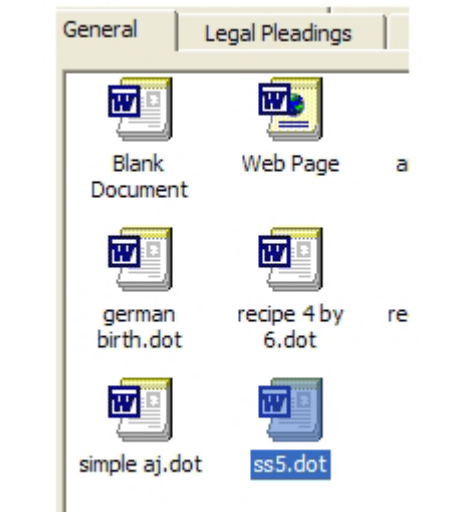 General
Legal Pleadings
W
W
Blank
Document
Web Page
a
W
W
german
birth.dot
recipe 4 by
6.dot
re
W
W
simple aj.dot
ss5.dot